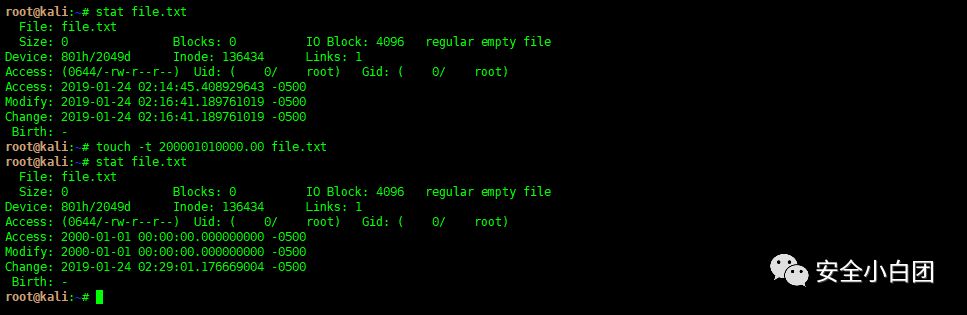 root@kali:~# stat file.txt
  File: file.txt
  Size: 0               Blocks: 0          IO Block: 4096   regular empty file
Device: 801h/2049d      Inode: 136434      Links: 1
Access: (0644/-rw-r--r--)  Uid: (    0/    root)   Gid: (    0/    root)
Access: 2019-01-24 02:14:45.408929643 -0500
Modify: 2019-01-24 02:16:41.189761019 -0500
Change: 2019-01-24 02:16:41.189761019 -0500
 Birth: -
root@kali:~# touch -t 200001010000.00 file.txt
root@kali:~# stat file.txt
  File: file.txt
  Size: 0               Blocks: 0          IO Block: 4096   regular empty file
Device: 801h/2049d      Inode: 136434      Links: 1
Access: (0644/-rw-r--r--)  Uid: (    0/    root)   Gid: (    0/    root)
Access: 2000-01-01 00:00:00.000000000 -0500
Modify: 2000-01-01 00:00:00.000000000 -0500
Change: 2019-01-24 02:29:01.176669004 -0500
 Birth: -
root@kali:~#
安全小白团